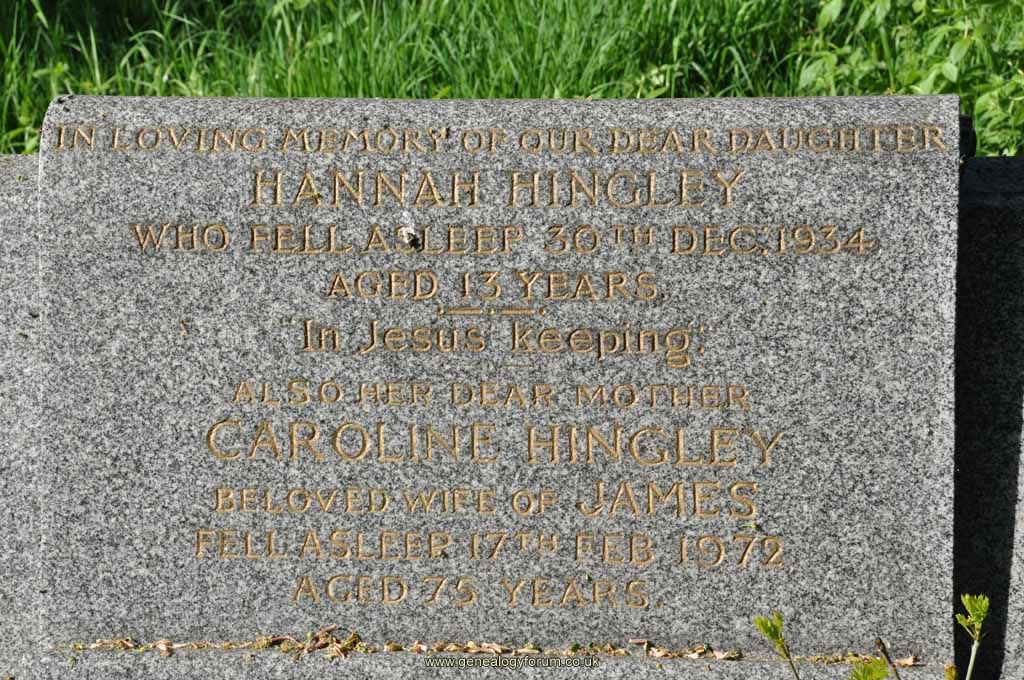 IN LOVING MEMORY OF OUR DEAR DAUGHTER
HANNAH HINGLEY
WHO FELL ASLEEP 30TH DEC. 1934
AGED 13 YEARS.
"In Jesus keeping".
ALSO HER DEAR MOTHER
CAROLINE HINGLEY
BELOVED WIFE OF JAMES
FELL ASLEEP 17TH FEB 1972
AGED 75 YEARS.
www.genealogyforum.co.uk